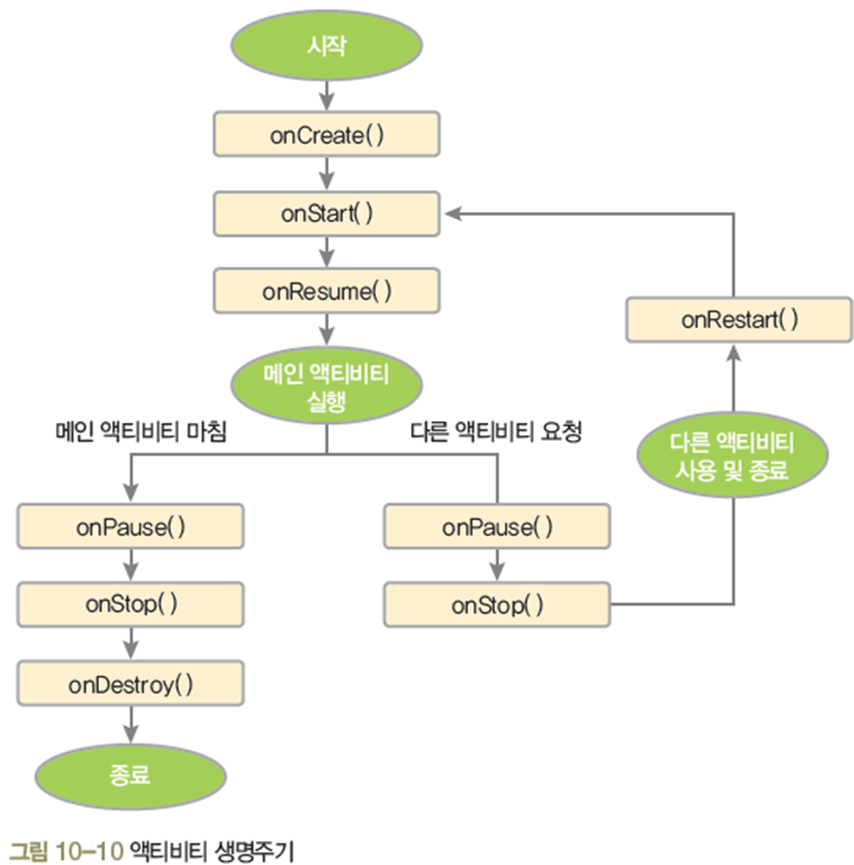 시작
onCreate( )
onStart( )
onResume( )
onRestart( )
메인 액티비티
실행
메인 액티비티 마침
다른 액티비티 요청
다른 액티비티
사용 및 종료
onPause( )
onPause( )
onStop( )
onStop( )
onDestroy( )
종료
그림 10-10 액티비티 생명주기